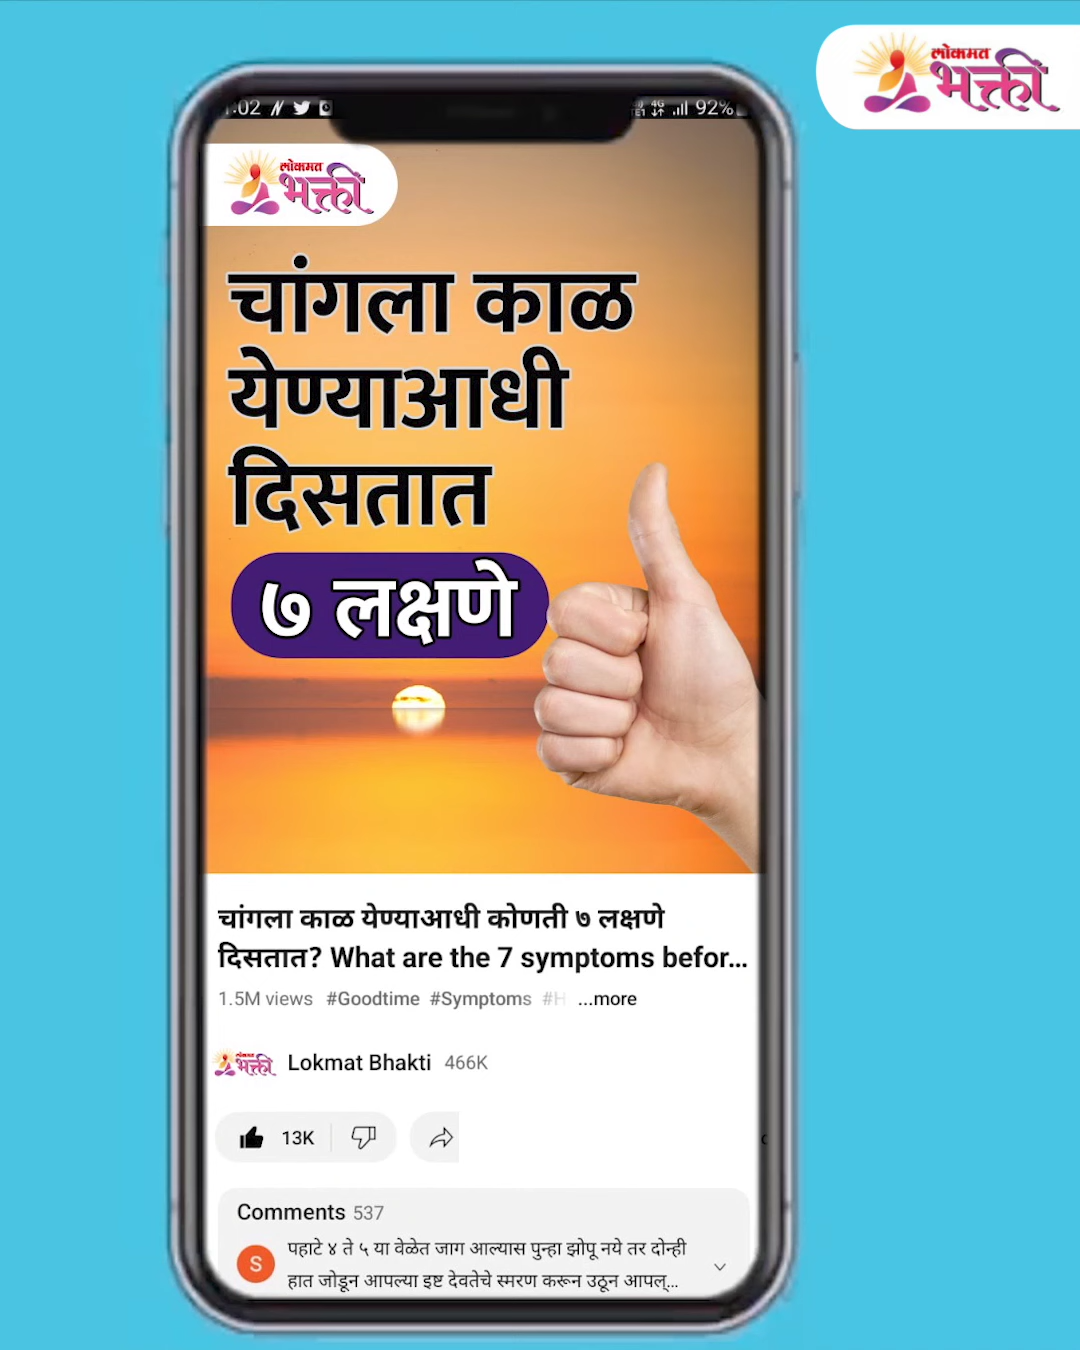 लोकमत
भक्ती
:02
92%
लोकमत
भक्ती
चांगला काळ
येण्याआधी
दिसतात
७ लक्षणे
चांगला काळ येण्याआधी कोणती ७ लक्षणे
दिसतात? What are the 7 symptoms befor...
1.5M views #Goodtime #Symptoms #H ...more
भक्ती Lokmat Bhakti 466K
13K
Comments 537
S
पहाटे ४ ते ५ या वेळेत जाग आल्यास पुन्हा झोपू नये तर दोन्ही
हात जोडून आपल्या इष्ट देवतेचे स्मरण करून उठून आपल्...